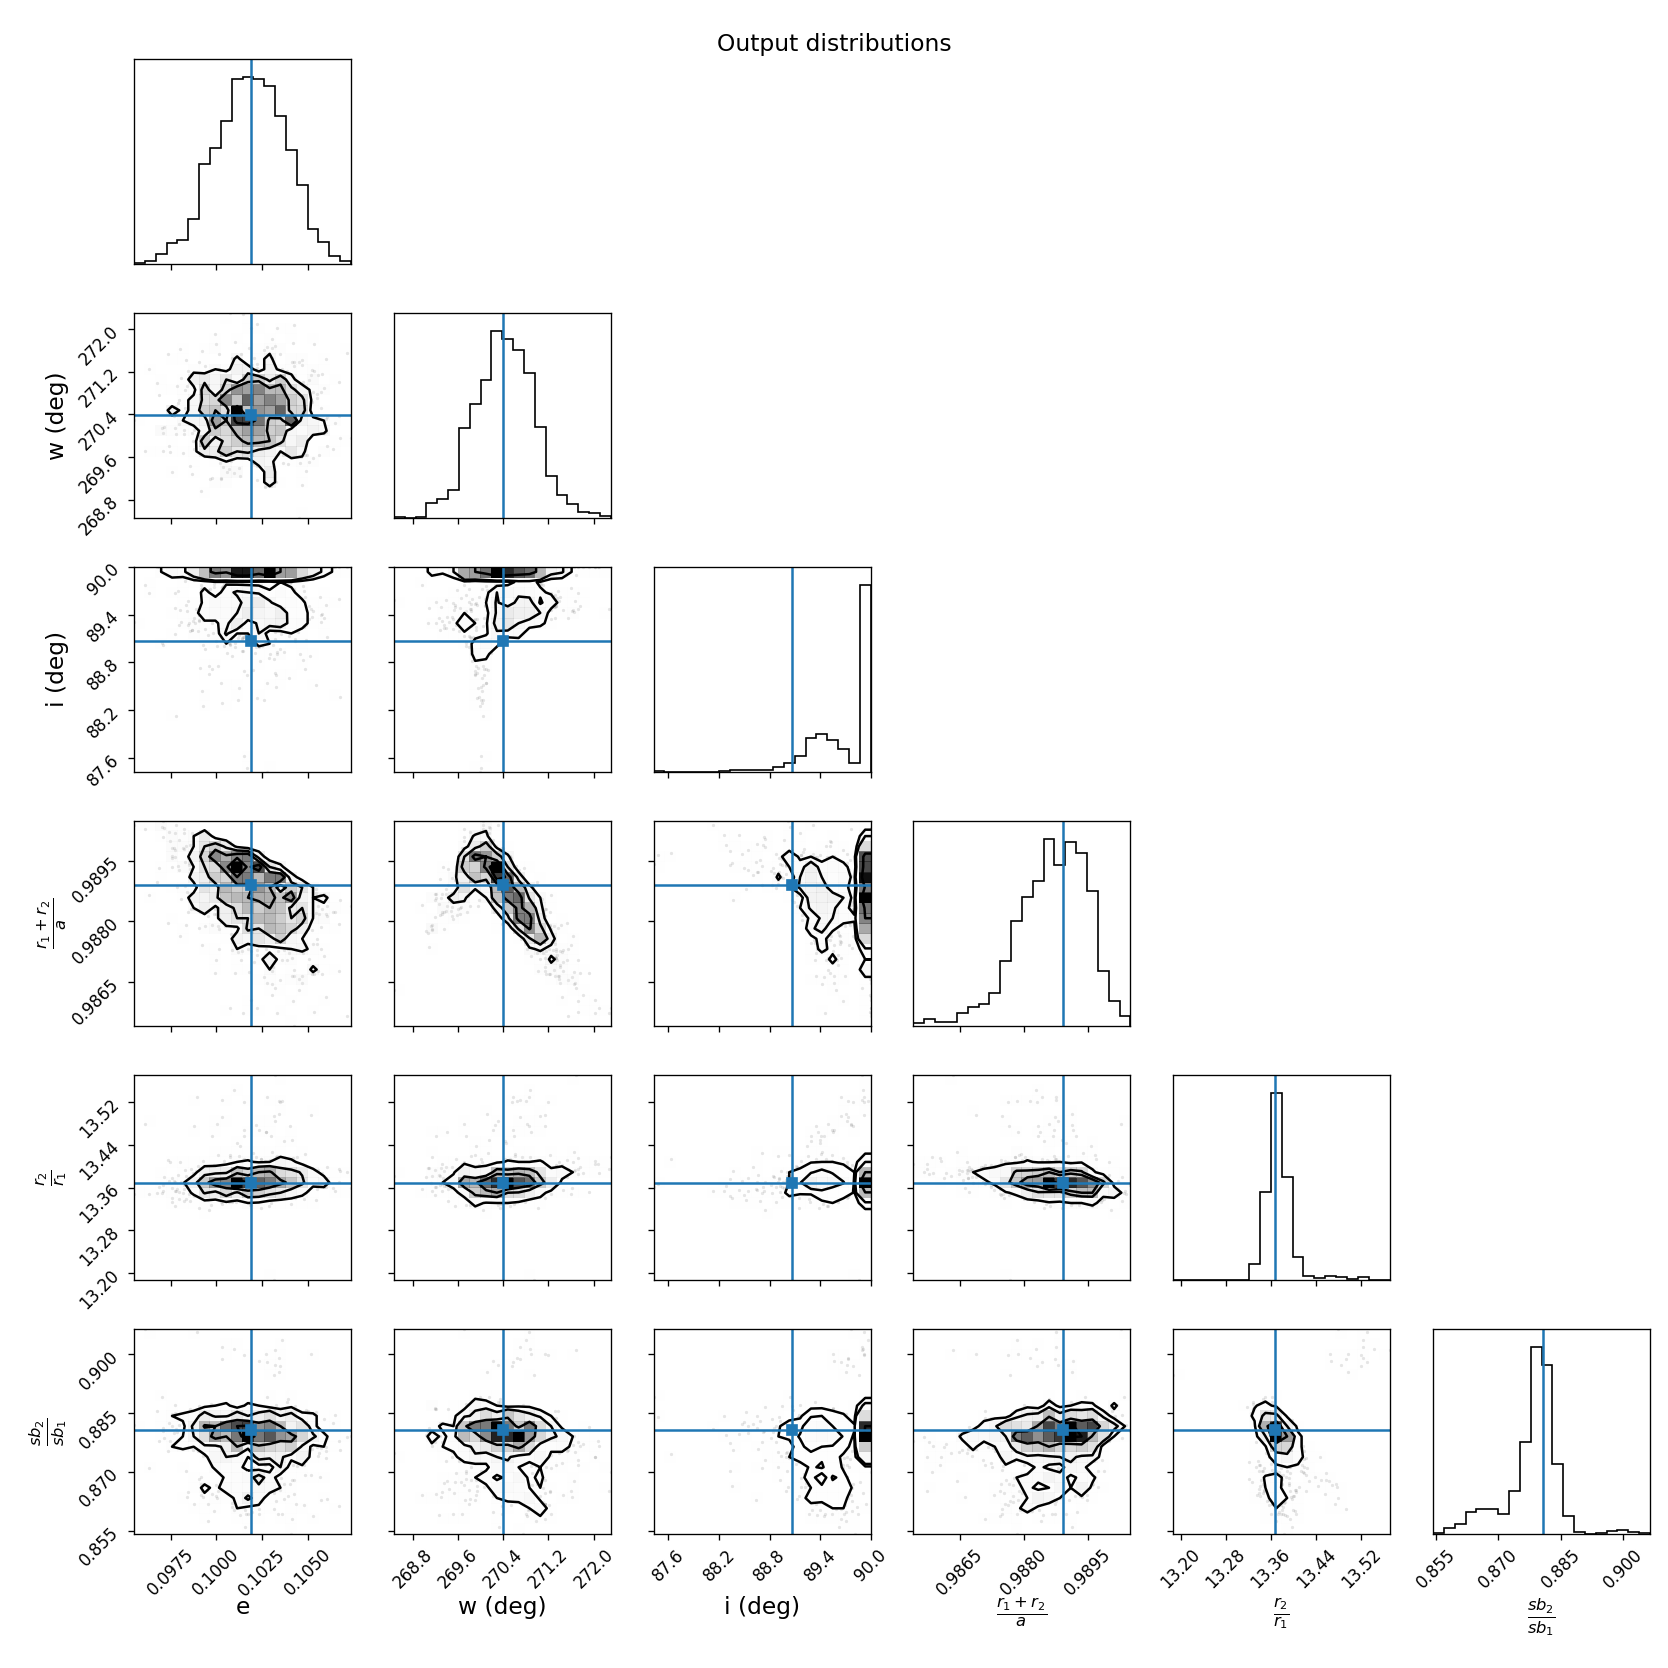 Output distributions
w (deg)
272.0
271.2
270.4
269.6
268.8
i (deg)
90.0
89.4
88.8
88.2
87.6
r₁ + r₂ / a
0.9895
0.9880
0.9865
r₂ / r₁
13.52
13.44
13.36
13.28
13.20
sb₂ / sb₁
0.900
0.885
0.870
0.855
0.0975 0.1000 0.1025 0.1050 268.8 269.6 270.4 271.2 272.0 87.6 88.2 88.8 89.4 90.0 0.9865 0.9880 0.9895 13.20 13.28 13.36 13.44 13.52 0.855 0.870 0.885 0.900
e w (deg) i (deg) r₁ + r₂ / a r₂ / r₁ sb₂ / sb₁